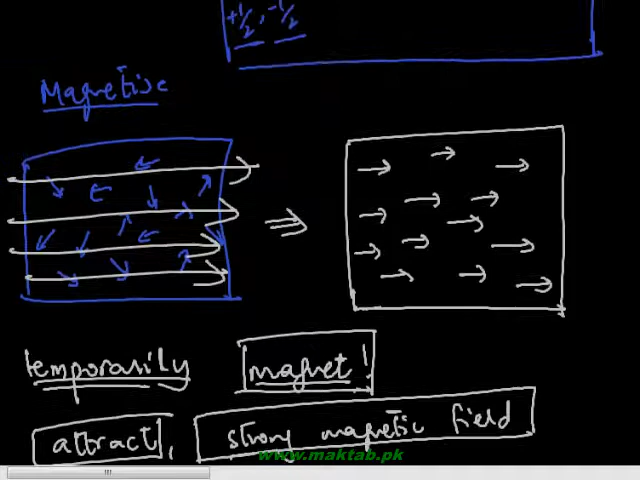 +1/2, -1/2
Magnetise
temporarily magnet!
attract, strong magnetic field
www.maktab.pk